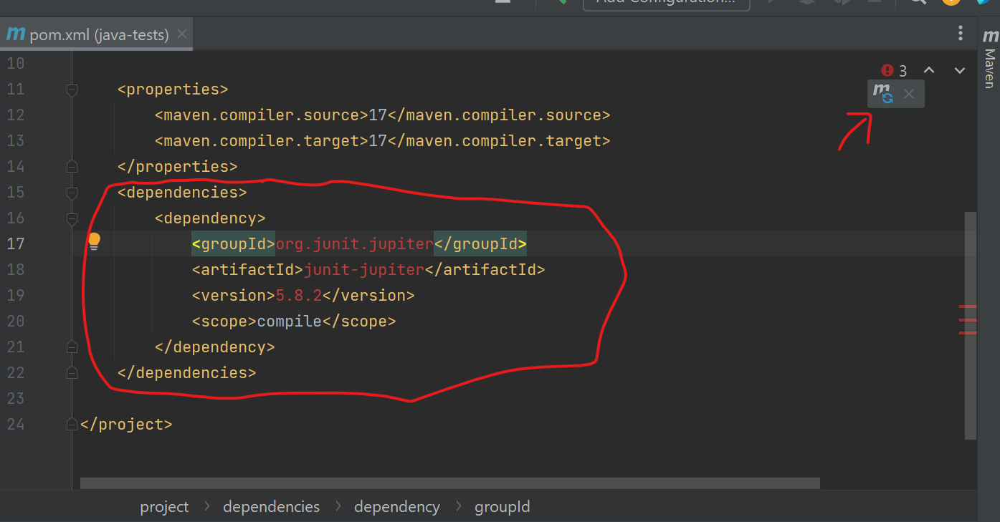 Add Configuration...
pom.xml (java-tests)
Maven
3
10
11 <properties>
12 <maven.compiler.source>17</maven.compiler.source>
13 <maven.compiler.target>17</maven.compiler.target>
14 </properties>
15 <dependencies>
16 <dependency>
17 <groupId>org.junit.jupiter</groupId>
18 <artifactId>junit-jupiter</artifactId>
19 <version>5.8.2</version>
20 <scope>compile</scope>
21 </dependency>
22 </dependencies>
23
24 </project>
project > dependencies > dependency > groupId